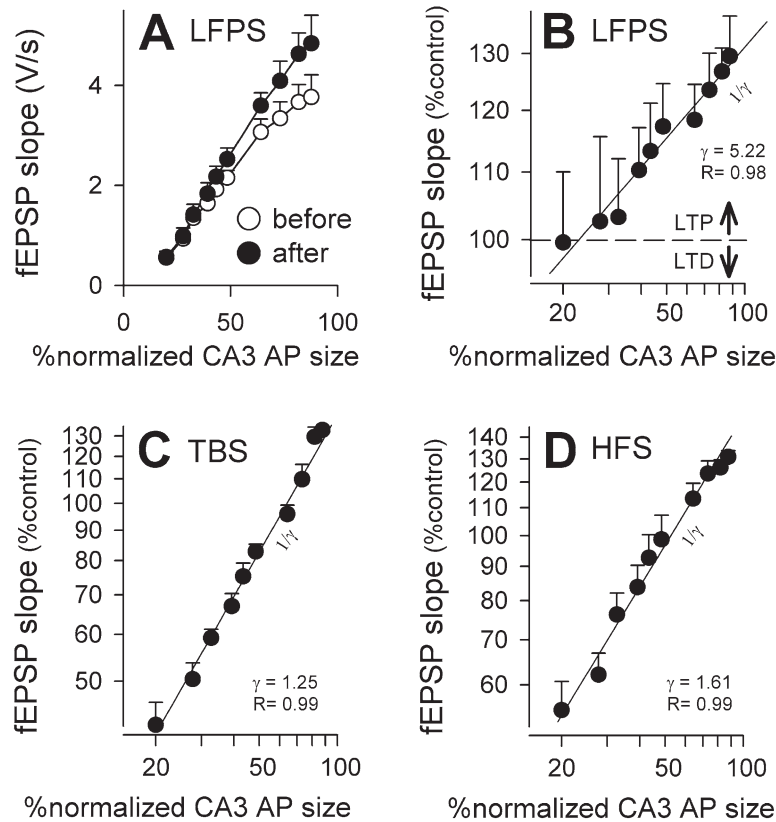 A LFPS
fEPSP slope (V/s)
4
2
0
before
after
0 50 100
%normalized CA3 AP size
B LFPS
fEPSP slope (%control)
130
120
110
100
1/γ
γ = 5.22
R= 0.98
LTP
LTD
20 50 100
%normalized CA3 AP size
C TBS
fEPSP slope (%control)
130
120
110
100
90
80
70
60
50
1/γ
γ = 1.25
R= 0.99
20 50 100
%normalized CA3 AP size
D HFS
fEPSP slope (%control)
140
130
120
110
100
90
80
70
60
1/γ
γ = 1.61
R= 0.99
20 50 100
%normalized CA3 AP size